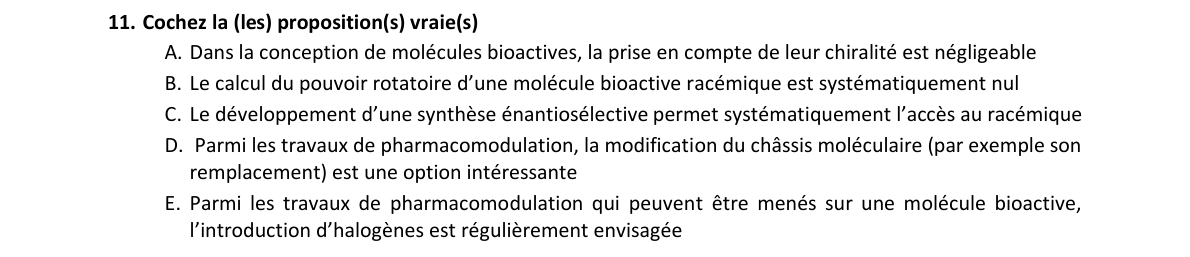 11. Cochez la (les) proposition(s) vraie(s)
A. Dans la conception de molécules bioactives, la prise en compte de leur chiralité est négligeable
B. Le calcul du pouvoir rotatoire d’une molécule bioactive racémique est systématiquement nul
C. Le développement d’une synthèse énantiosélective permet systématiquement l’accès au racémique
D. Parmi les travaux de pharmacomodulation, la modification du châssis moléculaire (par exemple son
remplacement) est une option intéressante
E. Parmi les travaux de pharmacomodulation qui peuvent être menés sur une molécule bioactive,
l’introduction d’halogènes est régulièrement envisagée